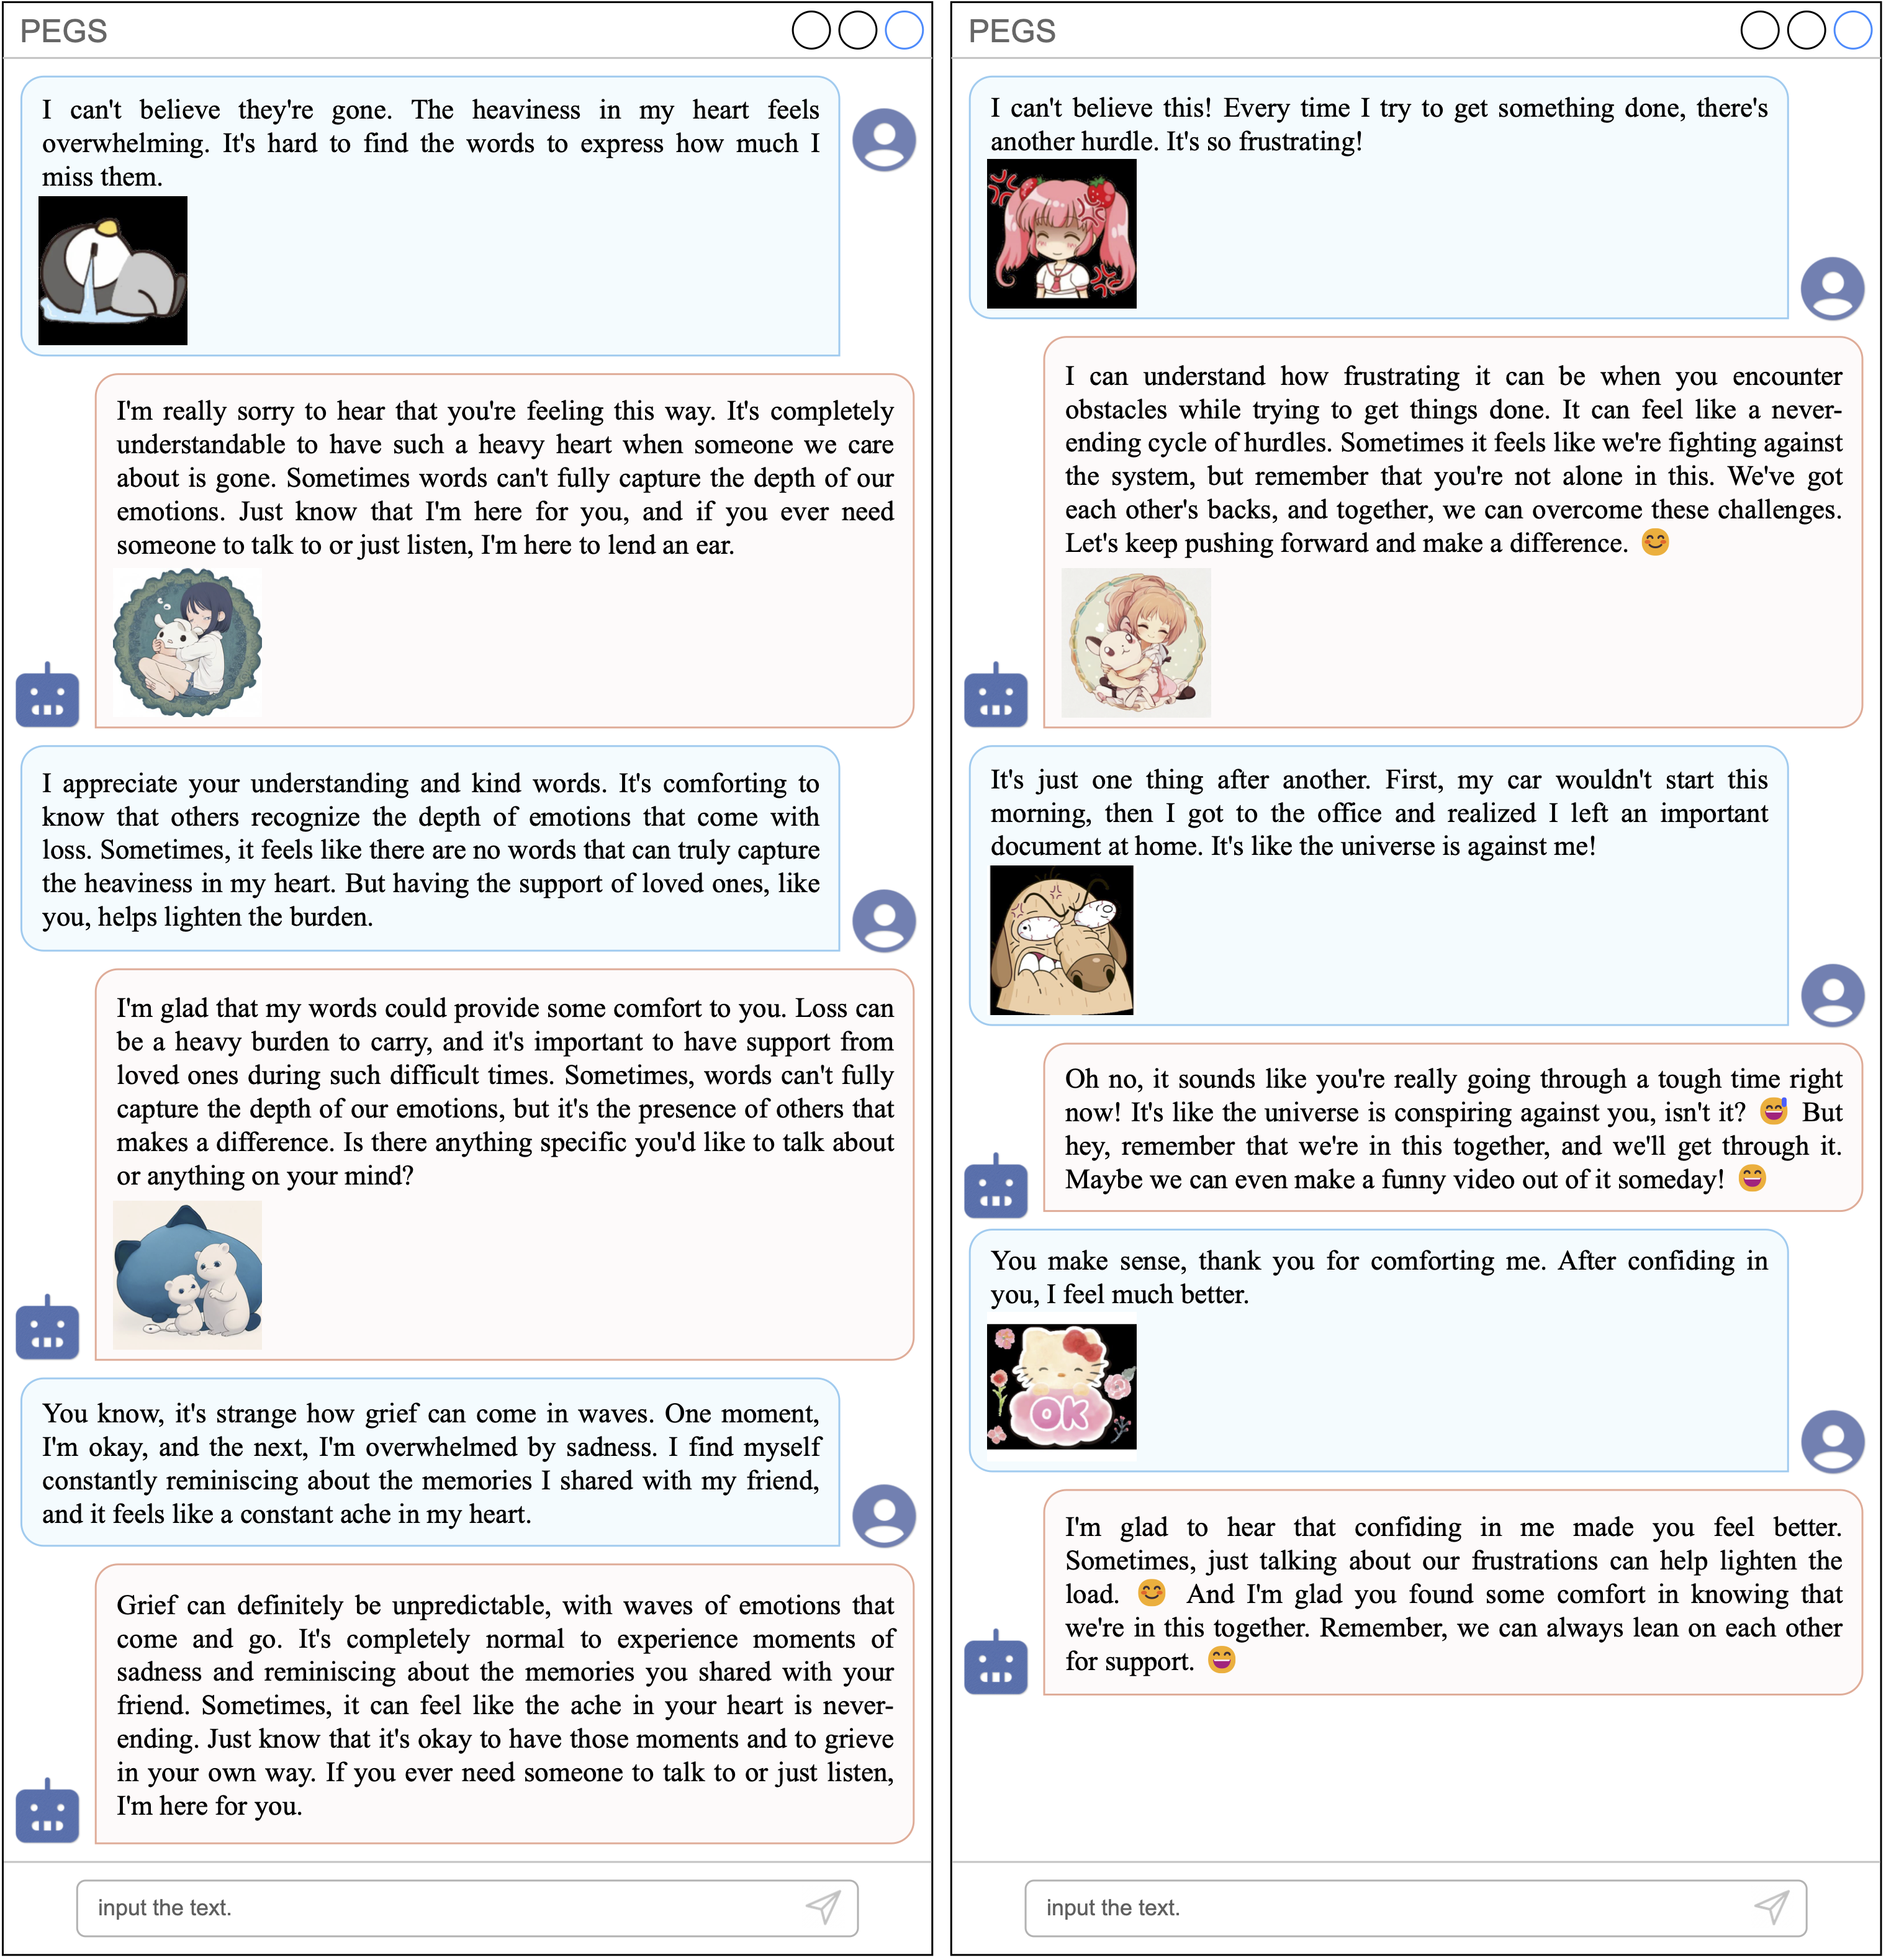 PEGS
I can't believe they're gone. The heaviness in my heart feels
overwhelming. It's hard to find the words to express how much I
miss them.
I'm really sorry to hear that you're feeling this way. It's completely
understandable to have such a heavy heart when someone we care
about is gone. Sometimes words can't fully capture the depth of our
emotions. Just know that I'm here for you, and if you ever need
someone to talk to or just listen, I'm here to lend an ear.
I appreciate your understanding and kind words. It's comforting to
know that others recognize the depth of emotions that come with
loss. Sometimes, it feels like there are no words that can truly capture
the heaviness in my heart. But having the support of loved ones, like
you, helps lighten the burden.
I'm glad that my words could provide some comfort to you. Loss can
be a heavy burden to carry, and it's important to have support from
loved ones during such difficult times. Sometimes, words can't fully
capture the depth of our emotions, but it's the presence of others that
makes a difference. Is there anything specific you'd like to talk about
or anything on your mind?
You know, it's strange how grief can come in waves. One moment,
I'm okay, and the next, I'm overwhelmed by sadness. I find myself
constantly reminiscing about the memories I shared with my friend,
and it feels like a constant ache in my heart.
Grief can definitely be unpredictable, with waves of emotions that
come and go. It's completely normal to experience moments of
sadness and reminiscing about the memories you shared with your
friend. Sometimes, it can feel like the ache in your heart is never-
ending. Just know that it's okay to have those moments and to grieve
in your own way. If you ever need someone to talk to or just listen,
I'm here for you.
input the text.
PEGS
I can't believe this! Every time I try to get something done, there's
another hurdle. It's so frustrating!
I can understand how frustrating it can be when you encounter
obstacles while trying to get things done. It can feel like a never-
ending cycle of hurdles. Sometimes it feels like we're fighting against
the system, but remember that you're not alone in this. We've got
each other's backs, and together, we can overcome these challenges.
Let's keep pushing forward and make a difference. 😊
It's just one thing after another. First, my car wouldn't start this
morning, then I got to the office and realized I left an important
document at home. It's like the universe is against me!
Oh no, it sounds like you're really going through a tough time right
now! It's like the universe is conspiring against you, isn't it? 😅 But
hey, remember that we're in this together, and we'll get through it.
Maybe we can even make a funny video out of it someday! 😄
You make sense, thank you for comforting me. After confiding in
you, I feel much better.
OK
I'm glad to hear that confiding in me made you feel better.
Sometimes, just talking about our frustrations can help lighten the
load. 😊 And I'm glad you found some comfort in knowing that
we're in this together. Remember, we can always lean on each other
for support. 😄
input the text.